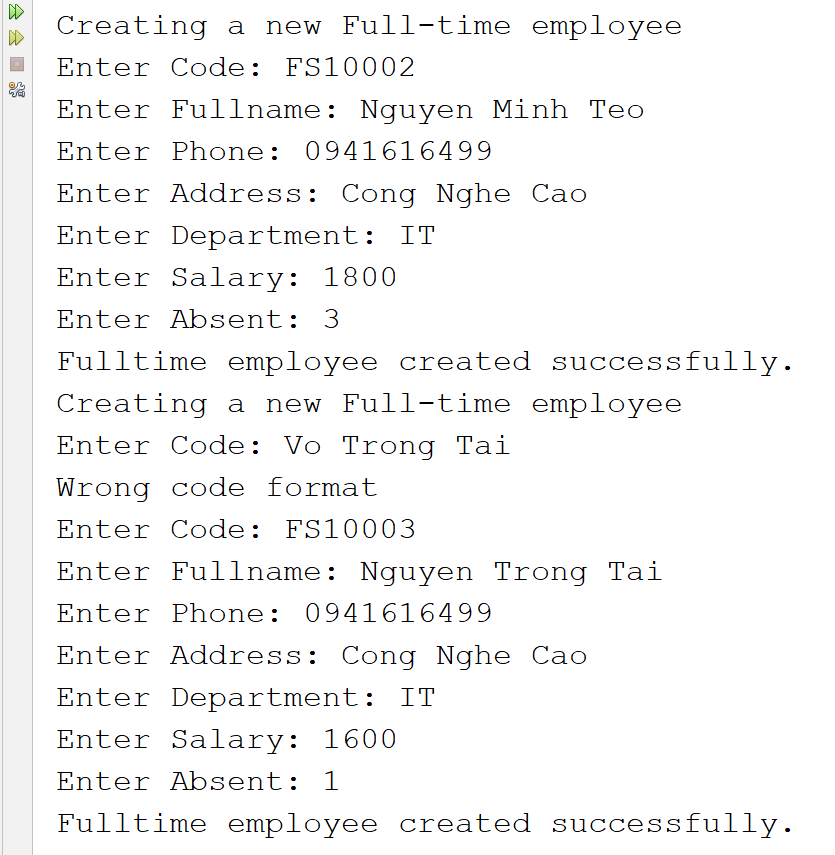 Creating a new Full-time employee
Enter Code: FS10002
Enter Fullname: Nguyen Minh Teo
Enter Phone: 0941616499
Enter Address: Cong Nghe Cao
Enter Department: IT
Enter Salary: 1800
Enter Absent: 3
Fulltime employee created successfully.
Creating a new Full-time employee
Enter Code: Vo Trong Tai
Wrong code format
Enter Code: FS10003
Enter Fullname: Nguyen Trong Tai
Enter Phone: 0941616499
Enter Address: Cong Nghe Cao
Enter Department: IT
Enter Salary: 1600
Enter Absent: 1
Fulltime employee created successfully.